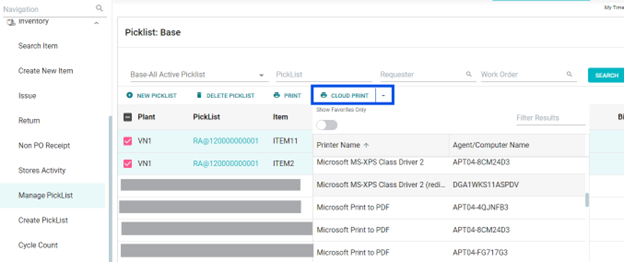 Navigation
My Time
Inventory
Search Item
Create New Item
Issue
Return
Non PO Receipt
Stores Activity
Manage PickList
Create PickList
Cycle Count
Picklist: Base
Base-All Active Picklist PickList Requester Work Order SEARCH
NEW PICKLIST DELETE PICKLIST PRINT CLOUD PRINT
Plant PickList Item Bi
VN1 RA@120000000001 ITEM11
VN1 RA@120000000001 ITEM2
Show Favorites Only
Filter Results
Printer Name Agent/Computer Name
Microsoft MS-XPS Class Driver 2 APT04-8CM24D3
Microsoft MS-XPS Class Driver 2 (redi... DGA1WKS11ASPDV
Microsoft Print to PDF APT04-4QJNFB3
Microsoft Print to PDF APT04-8CM24D3
Microsoft Print to PDF APT04-FG717G3